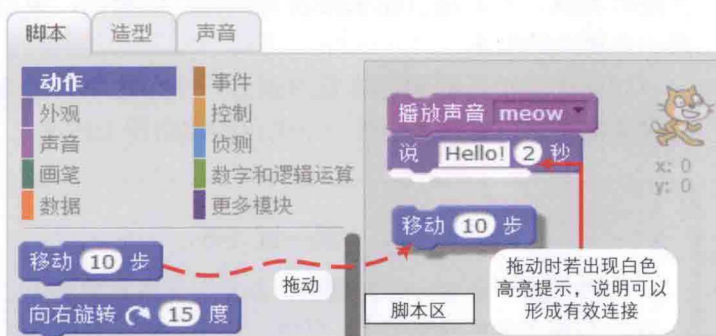 脚本 造型 声音
动作 事件
外观 控制
声音 侦测
画笔 数字和逻辑运算
数据 更多模块
移动 10 步
向右旋转 15 度
拖动
播放声音 meow
说 Hello! 2 秒
移动 10 步
x: 0
y: 0
脚本区
拖动时若出现白色
高亮提示，说明可以
形成有效连接